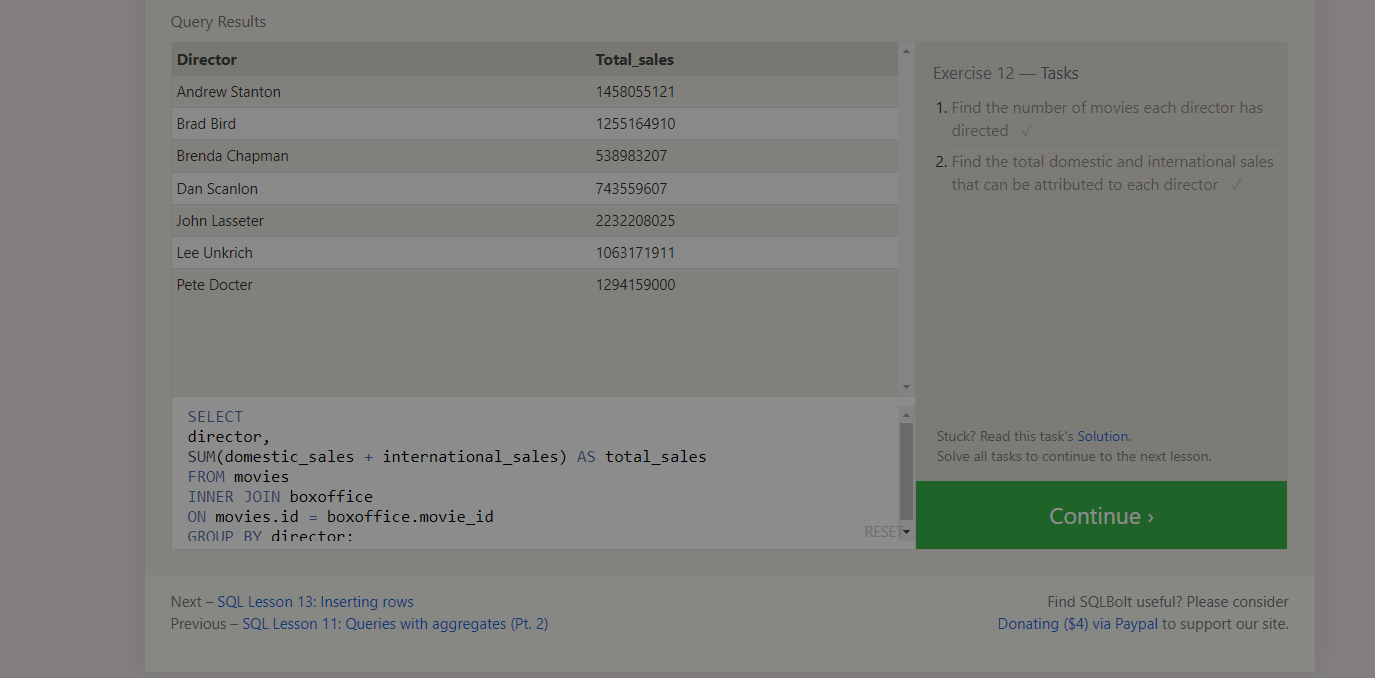 Query Results
Director Total_sales
Andrew Stanton 1458055121
Brad Bird 1255164910
Brenda Chapman 538983207
Dan Scanlon 743559607
John Lasseter 2232208025
Lee Unkrich 1063171911
Pete Docter 1294159000
SELECT
director,
SUM(domestic_sales + international_sales) AS total_sales
FROM movies
INNER JOIN boxoffice
ON movies.id = boxoffice.movie_id
GROUP BY director;
RESET
Exercise 12 — Tasks
1. Find the number of movies each director has
directed ✓
2. Find the total domestic and international sales
that can be attributed to each director ✓
Stuck? Read this task's Solution.
Solve all tasks to continue to the next lesson.
Continue ›
Next – SQL Lesson 13: Inserting rows
Previous – SQL Lesson 11: Queries with aggregates (Pt. 2)
Find SQLBolt useful? Please consider
Donating ($4) via Paypal to support our site.